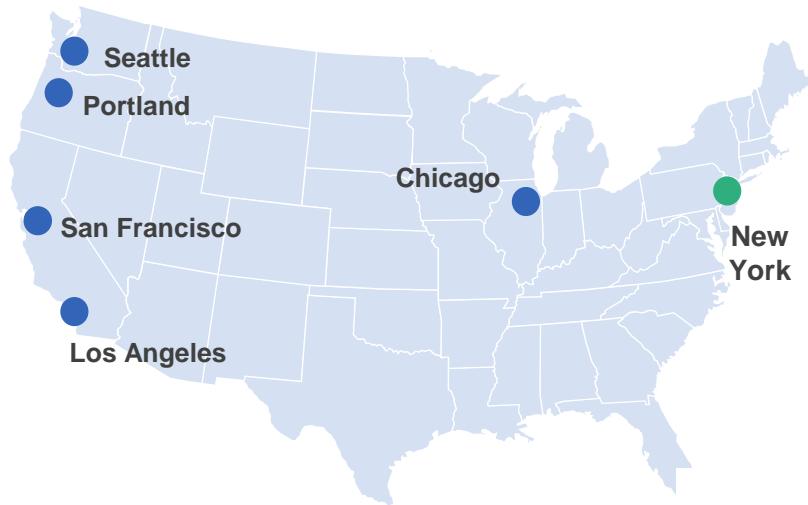 Seattle
Portland
Chicago
San Francisco
New
York
Los Angeles